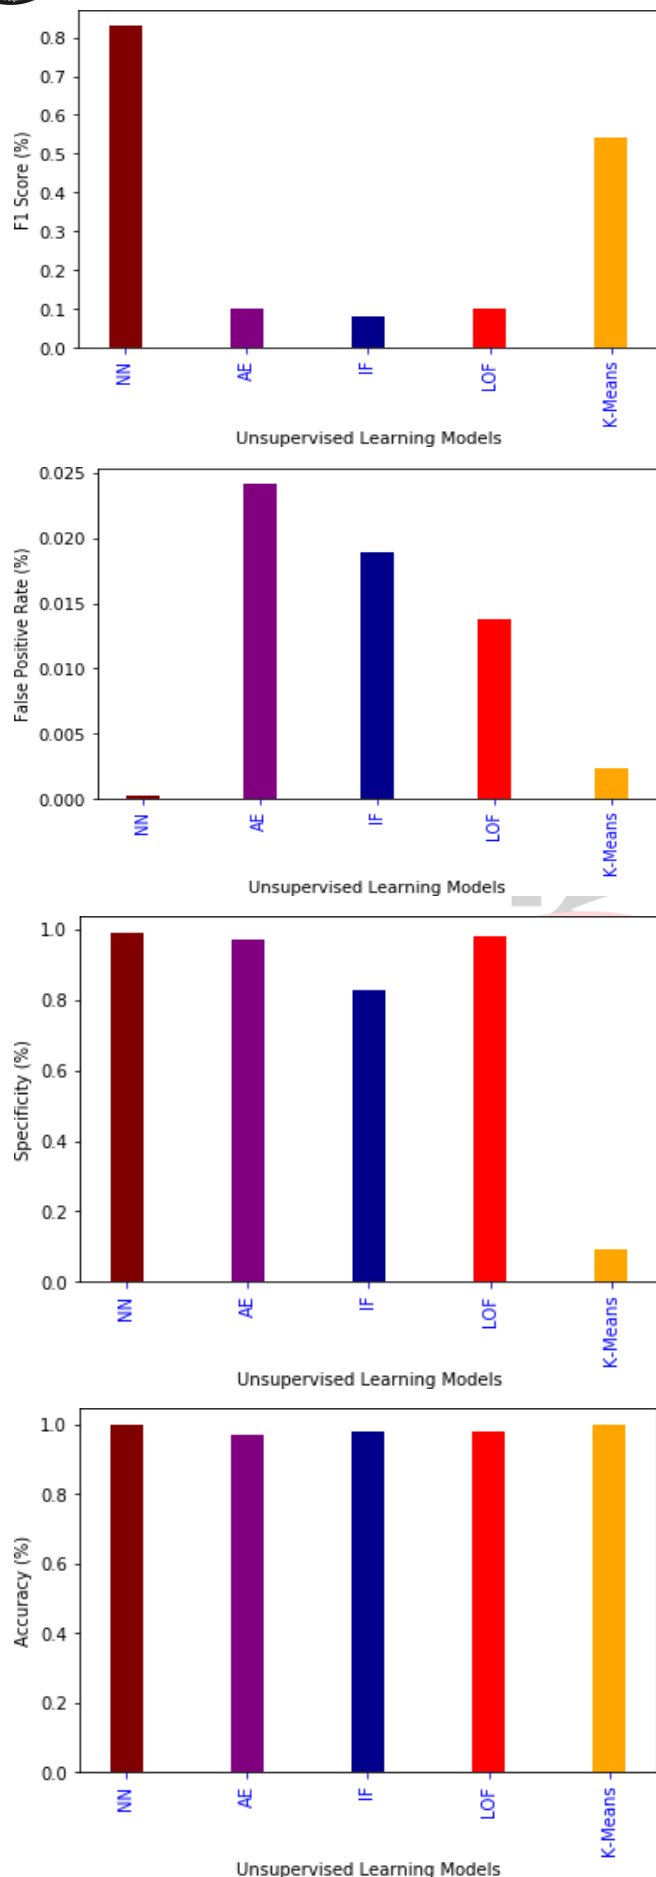 F1 Score (%)
0.8
0.7
0.6
0.5
0.4
0.3
0.2
0.1
0.0
NN
AE
IF
LOF
K-Means
Unsupervised Learning Models
False Positive Rate (%)
0.025
0.020
0.015
0.010
0.005
0.000
NN
AE
IF
LOF
K-Means
Unsupervised Learning Models
Specificity (%)
1.0
0.8
0.6
0.4
0.2
0.0
NN
AE
IF
LOF
K-Means
Unsupervised Learning Models
Accuracy (%)
1.0
0.8
0.6
0.4
0.2
0.0
NN
AE
IF
LOF
K-Means
Unsupervised Learning Models